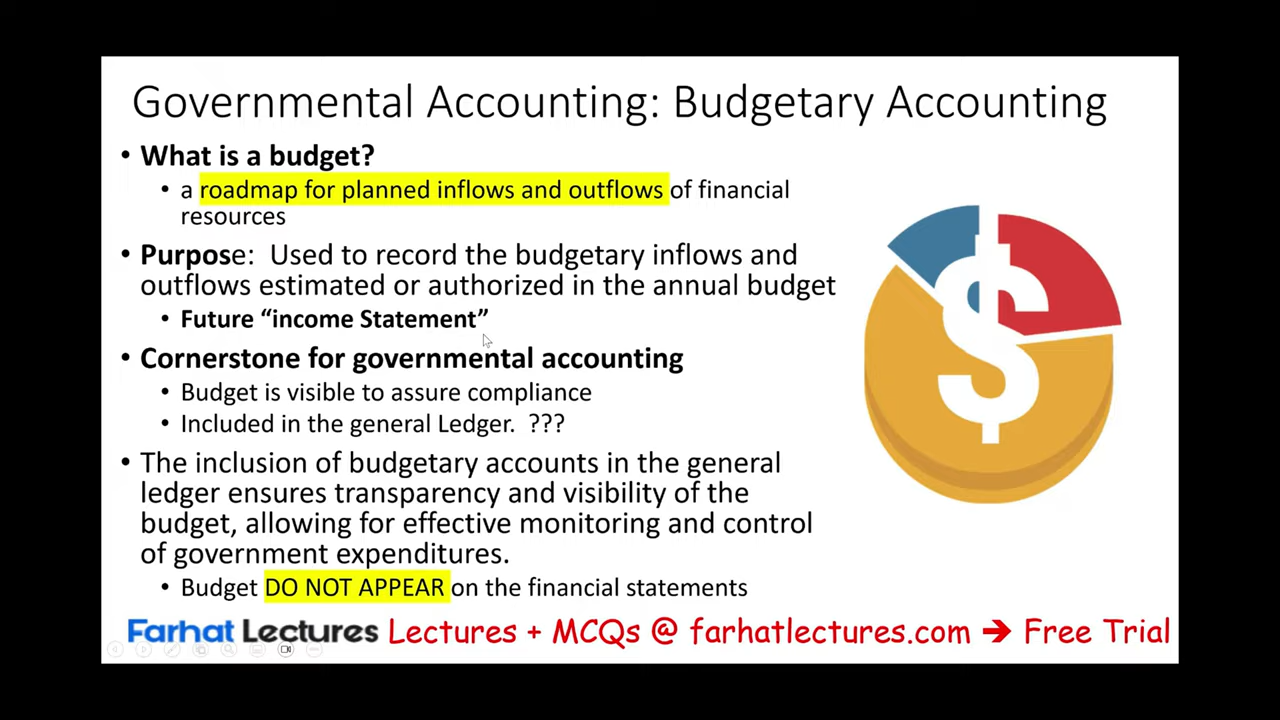 Governmental Accounting: Budgetary Accounting
• What is a budget?
• a roadmap for planned inflows and outflows of financial
resources
• Purpose: Used to record the budgetary inflows and
outflows estimated or authorized in the annual budget
• Future “income Statement”
• Cornerstone for governmental accounting
• Budget is visible to assure compliance
• Included in the general Ledger. ???
• The inclusion of budgetary accounts in the general
ledger ensures transparency and visibility of the
budget, allowing for effective monitoring and control
of government expenditures.
• Budget DO NOT APPEAR on the financial statements
Farhat Lectures Lectures + MCQs @ farhatlectures.com ➔ Free Trial